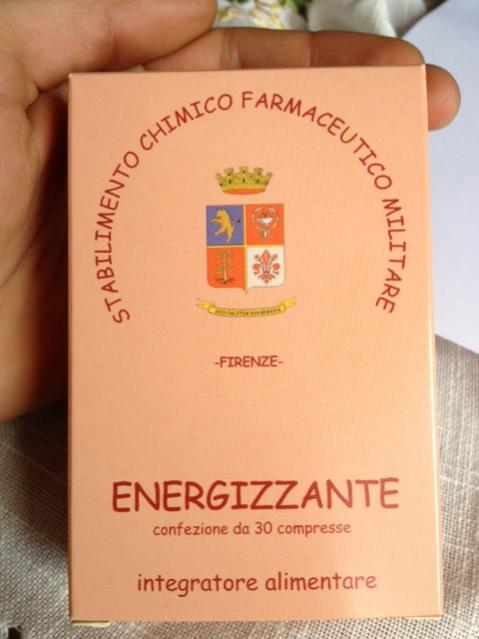 STABILIMENTO CHIMICO FARMACEUTICO MILITARE
-FIRENZE-
ENERGIZZANTE
confezione da 30 compresse
integratore alimentare